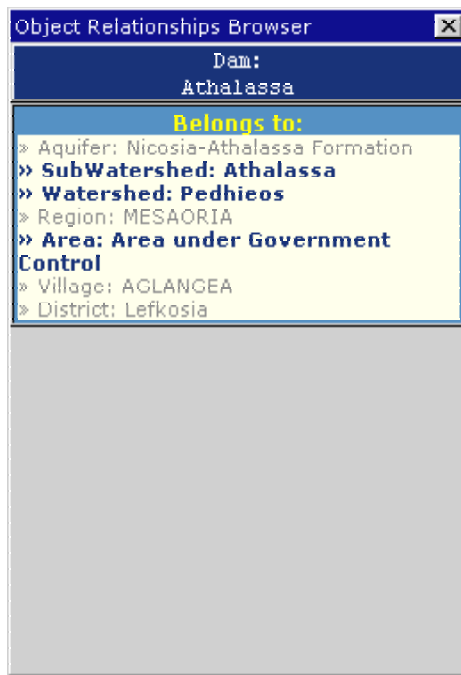 Object Relationships Browser
Dam:
Athalassa
Belongs to:
» Aquifer: Nicosia-Athalassa Formation
» SubWatershed: Athalassa
» Watershed: Pedhieos
» Region: MESAORIA
» Area: Area under Government
Control
» Village: AGLANGEA
» District: Lefkosia